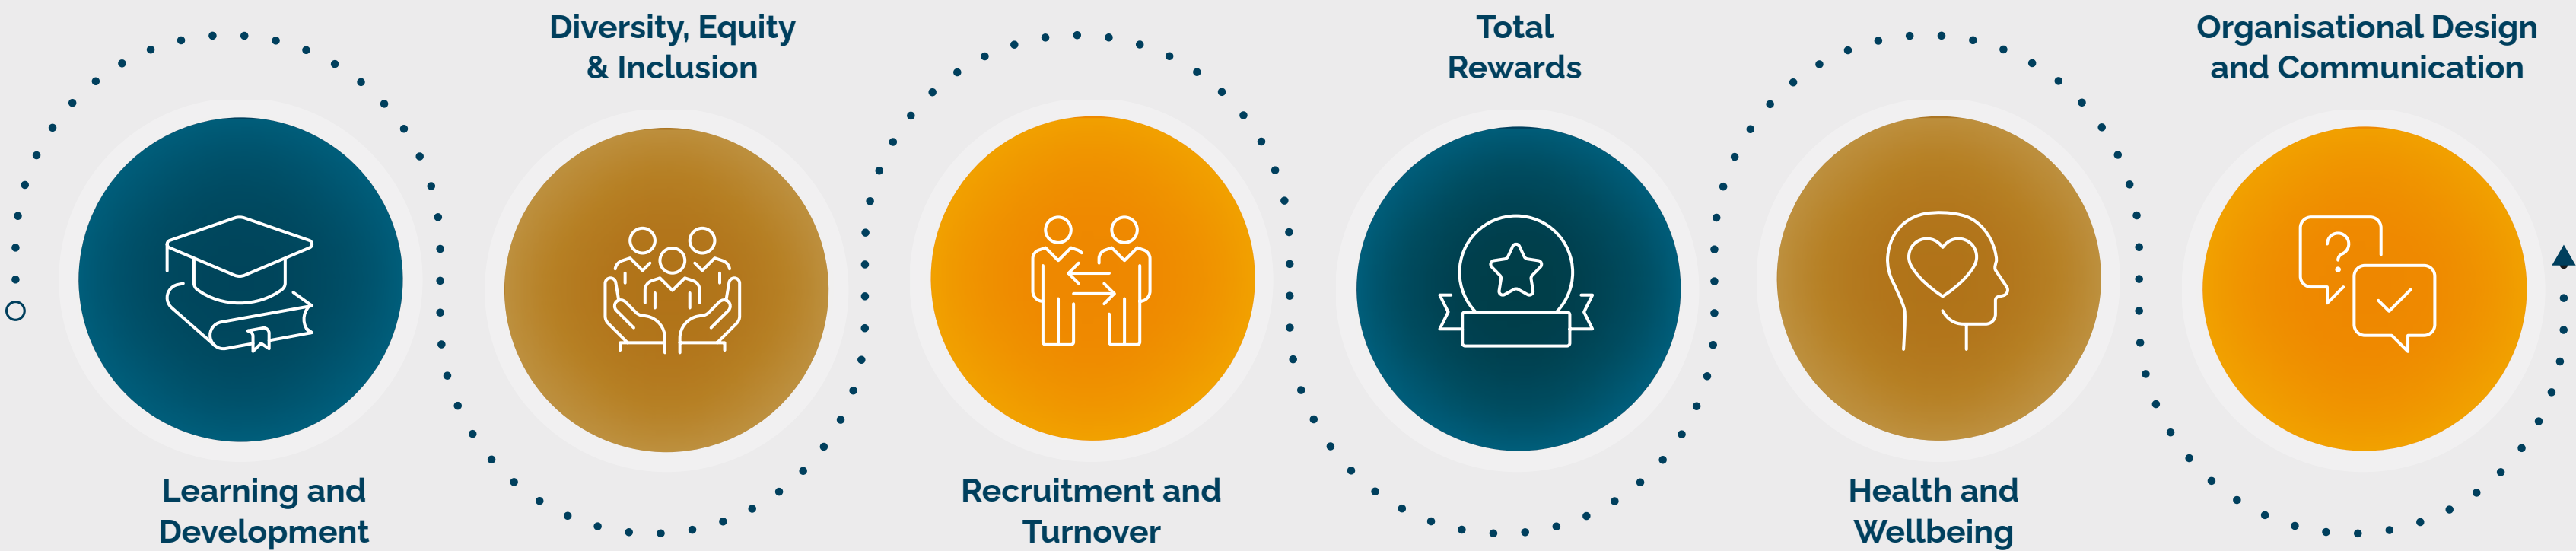 Learning and
Development
Diversity, Equity
& Inclusion
Recruitment and
Turnover
Total
Rewards
Health and
Wellbeing
Organisational Design
and Communication